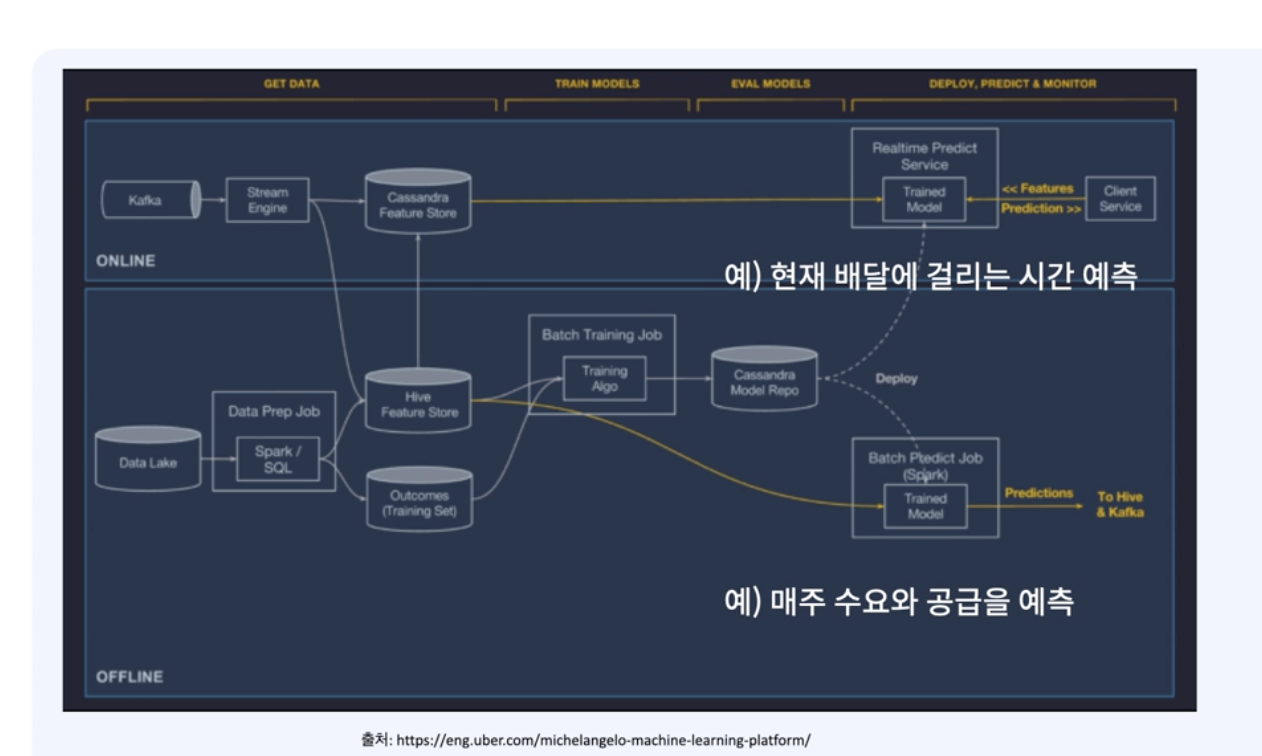 GET DATA
TRAIN MODELS
EVAL MODELS
DEPLOY, PREDICT & MONITOR
Kafka
Stream
Engine
Cassandra
Feature Store
Realtime Predict
Service
Trained
Model
<< Features
Prediction >>
Client
Service
ONLINE
예) 현재 배달에 걸리는 시간 예측
Data Lake
Data Prep Job
Spark /
SQL
Hive
Feature Store
Outcomes
(Training Set)
Batch Training Job
Training
Algo
Cassandra
Model Repo
Deploy
Batch Predict Job
(Spark)
Trained
Model
Predictions
To Hive
& Kafka
예) 매주 수요와 공급을 예측
OFFLINE
출처: https://eng.uber.com/michelangelo-machine-learning-platform/